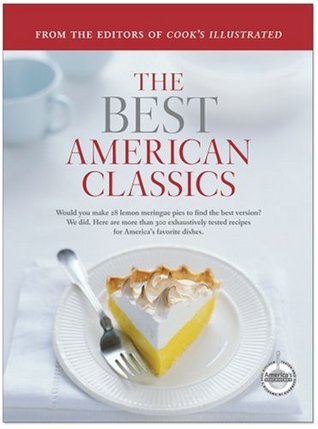 FROM THE EDITORS OF COOK'S ILLUSTRATED
THE
BEST
AMERICAN
CLASSICS
Would you make 28 lemon meringue pies to find the best version?
We did. Here are more than 300 exhaustively tested recipes
for America's favorite dishes.
America's